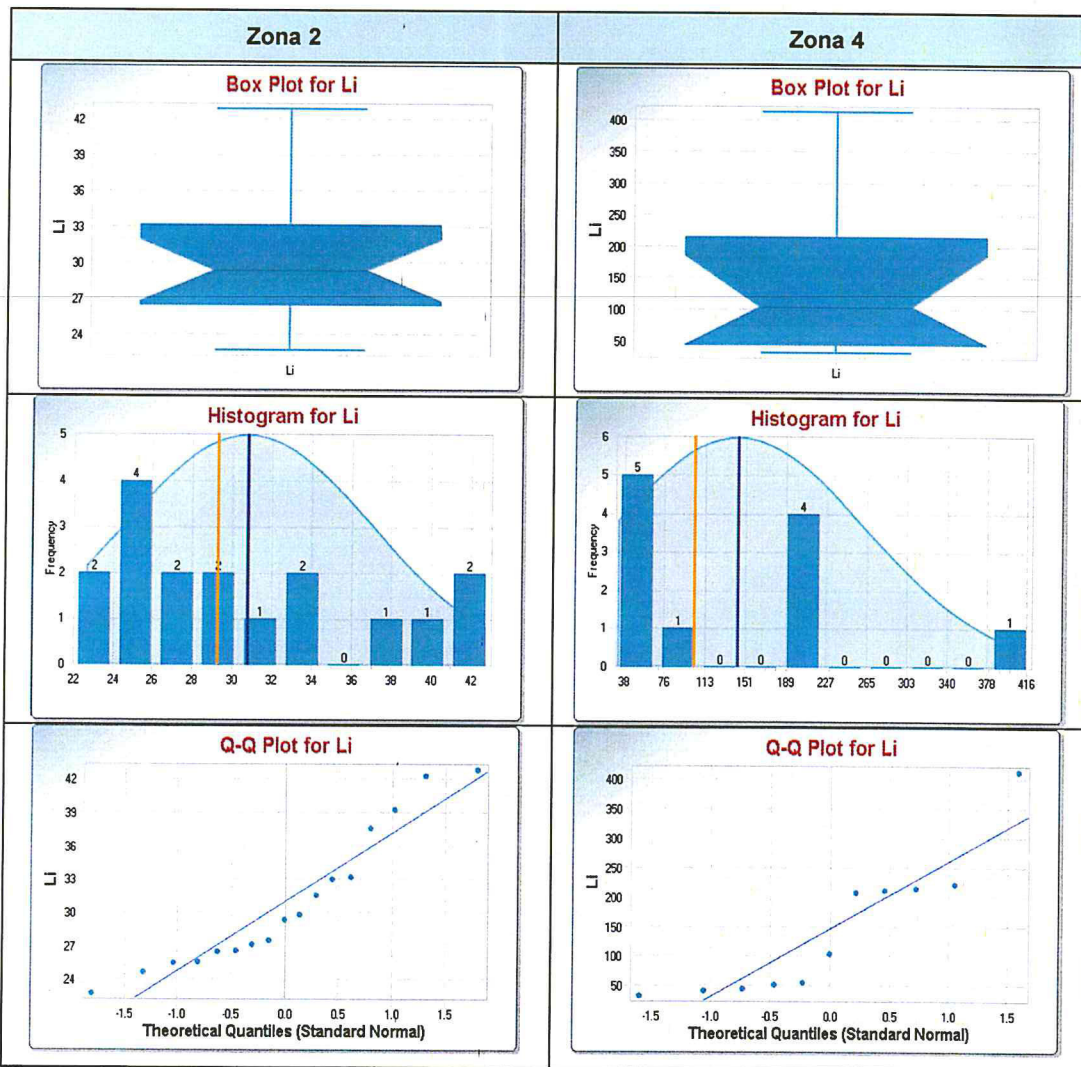 Zona 2
Zona 4
Box Plot for Li
42
39
36
33
30
27
24
Li
Li
Box Plot for Li
400
350
300
250
200
150
100
50
Li
Li
Histogram for Li
5
4
3
2
1
0
Frequency
2 4 2 2 1 2 0 1 1 2
22 24 26 28 30 32 34 36 38 40 42
Histogram for Li
6
5
4
3
2
1
0
Frequency
5 1 0 0 4 0 0 0 0 1
38 76 113 151 189 227 265 303 340 378 416
Q-Q Plot for Li
42
39
36
33
30
27
24
Li
-1.5 -1.0 -0.5 0.0 0.5 1.0 1.5
Theoretical Quantiles (Standard Normal)
Q-Q Plot for Li
400
350
300
250
200
150
100
50
Li
-1.5 -1.0 -0.5 0.0 0.5 1.0 1.5
Theoretical Quantiles (Standard Normal)